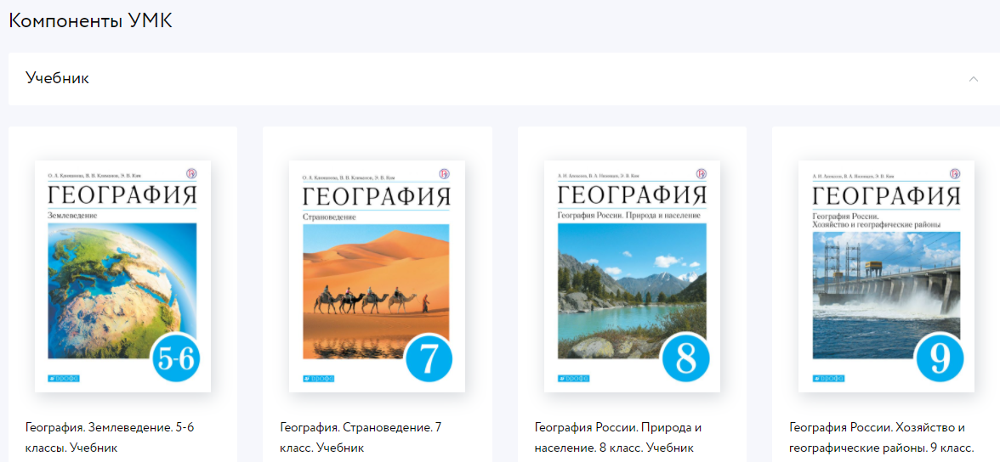 Компоненты УМК
Учебник
О. А. Климанова, В. В. Климанов, Э. В. Ким
ГЕОГРАФИЯ
Землеведение
5-6
ДРОФА
География. Землеведение. 5-6
классы. Учебник
О. А. Климанова, В. В. Климанов, Э. В. Ким
ГЕОГРАФИЯ
Страноведение
7
ДРОФА
География. Страноведение. 7
класс. Учебник
А. И. Алексеев, В. А. Низовцев, Э. В. Ким
ГЕОГРАФИЯ
География России. Природа и население
8
ДРОФА
География России. Природа и
население. 8 класс. Учебник
А. И. Алексеев, В. А. Низовцев, Э. В. Ким
ГЕОГРАФИЯ
География России.
Хозяйство и географические районы
9
ДРОФА
География России. Хозяйство и
географические районы. 9 класс.